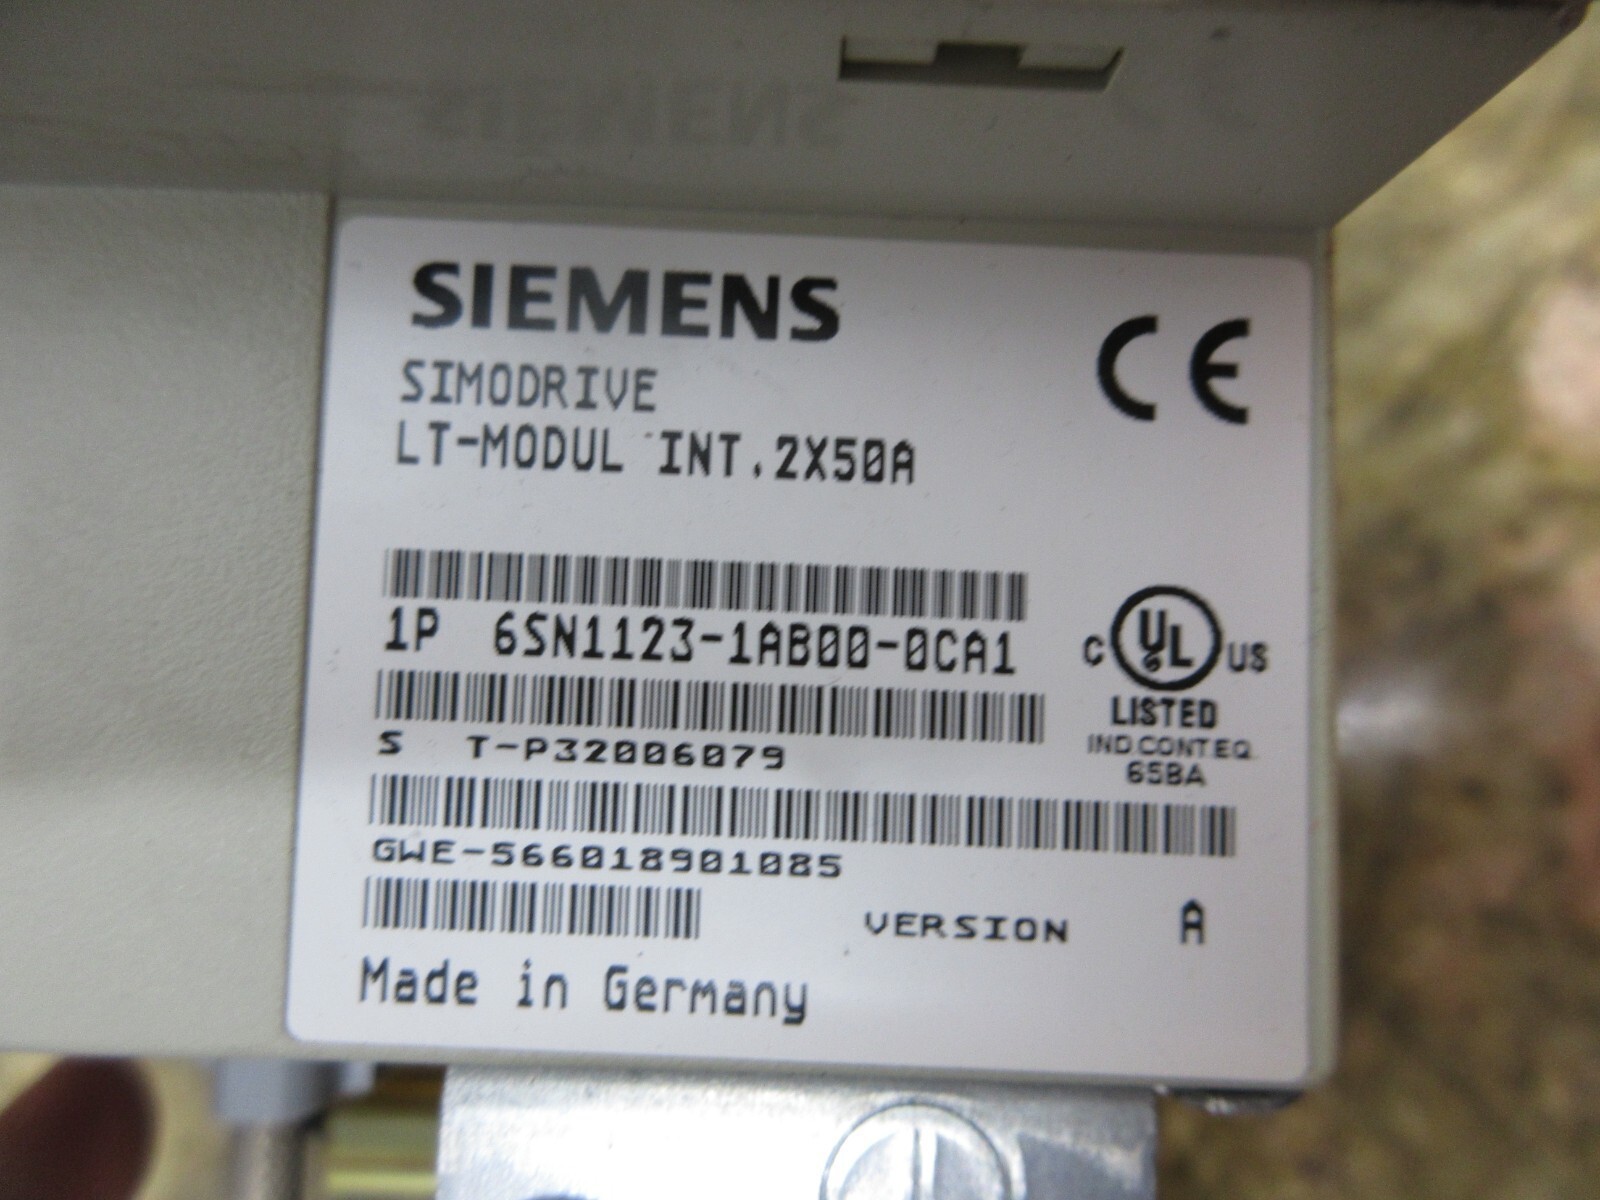 SIEMENS
CE
SIMODRIVE
LT-MODUL INT.2X50A
1P 6SN1123-1AB00-0CA1
C UL US
LISTED
IND.CONT.EQ.
S T-P32006079
65BA
GWE-566018901085
VERSION A
Made in Germany